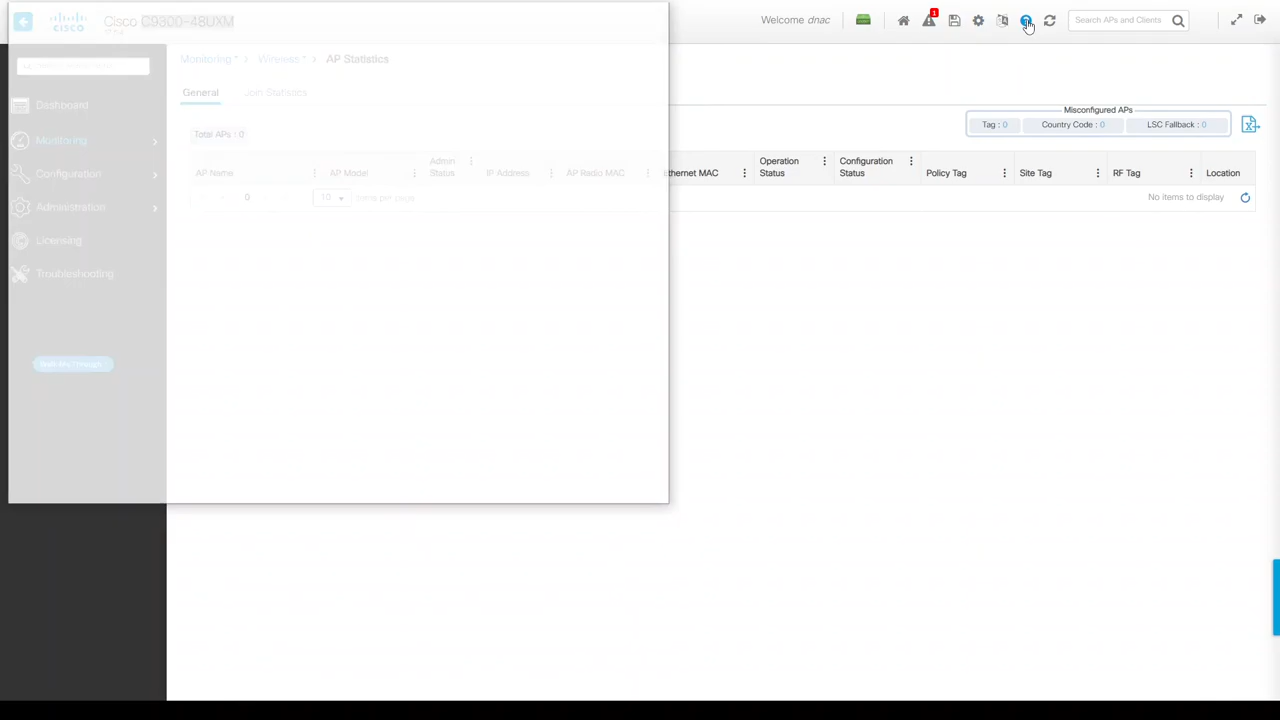 CISCO
Cisco C9300-48UXM
Welcome dnac
1
Search APs and Clients
Dashboard
Monitoring
Configuration
Administration
Licensing
Troubleshooting
Monitoring > Wireless > AP Statistics
General
Join Statistics
Total APs : 0
Misconfigured APs
Tag : 0
Country Code : 0
LSC Fallback : 0
AP Name
AP Model
Admin Status
IP Address
AP Radio MAC
thernet MAC
Operation Status
Configuration Status
Policy Tag
Site Tag
RF Tag
Location
0
10
items per page
No items to display